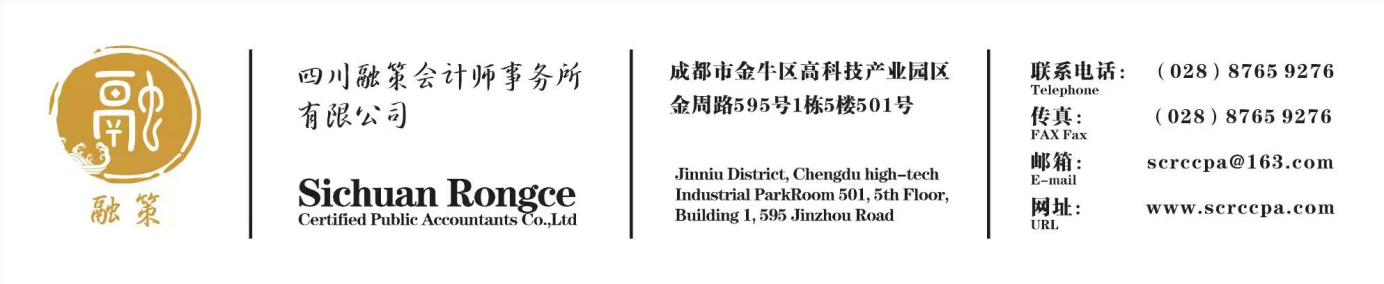 融
融策
四川融策会计师事务所
有限公司
Sichuan Rongce
Certified Public Accountants Co.,Ltd
成都市金牛区高科技产业园区
金周路595号1栋5楼501号
Jinniu District, Chengdu high-tech
Industrial ParkRoom 501, 5th Floor,
Building 1, 595 Jinzhou Road
联系电话: (028) 8765 9276
Telephone
传真: (028) 8765 9276
FAX Fax
邮箱: scrccpa@163.com
E-mail
网址: www.scrccpa.com
URL